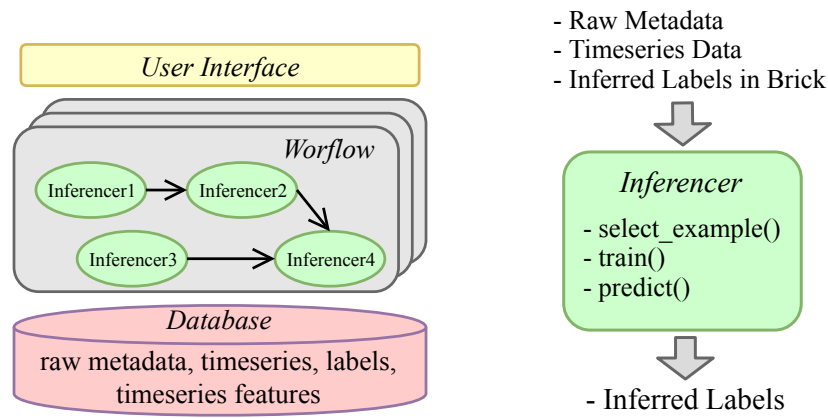 User Interface
Worflow
Inferencer1
Inferencer2
Inferencer3
Inferencer4
Database
raw metadata, timeseries, labels,
timeseries features
- Raw Metadata
- Timeseries Data
- Inferred Labels in Brick
Inferencer
- select_example()
- train()
- predict()
- Inferred Labels